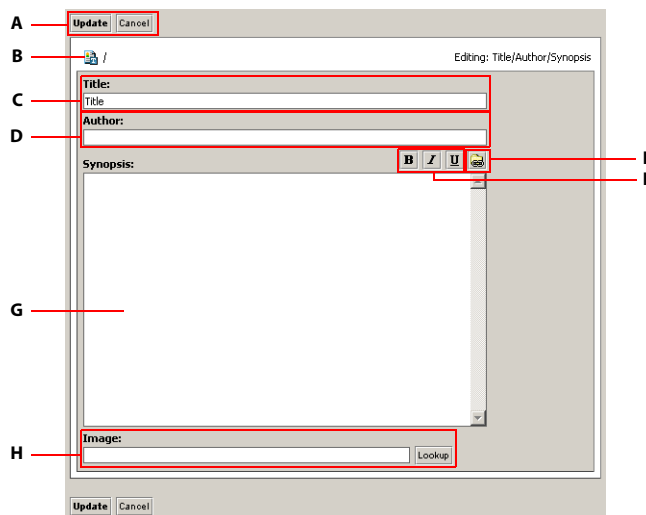 A Update Cancel
B / Editing: Title/Author/Synopsis
Title:
C Title
Author:
D
B I U
Synopsis:
G
Image:
H Lookup
Update Cancel